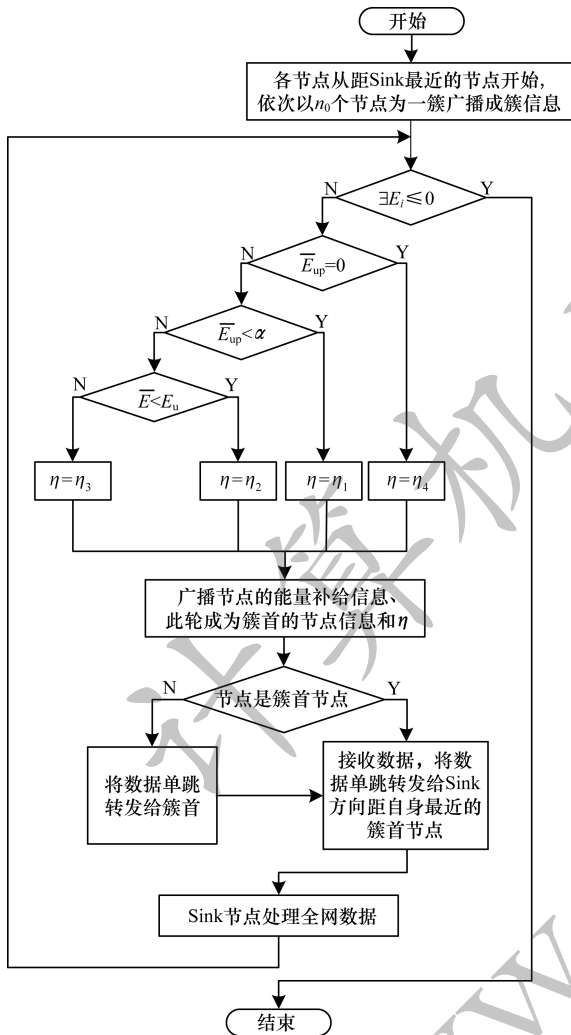 开始
各节点从距Sink最近的节点开始，
依次以n₀个节点为一簇广播成簇信息
N
Y
∃Eᵢ≤0
N
Y
E̅up=0
N
Y
E̅up<α
N
Y
E̅<Eu
η=η₃
η=η₂
η=η₁
η=η₄
广播节点的能量补给信息、
此轮成为簇首的节点信息和η
N
Y
节点是簇首节点
将数据单跳
转发给簇首
接收数据，将数
据单跳转发给Sink
方向距自身最近的
簇首节点
Sink节点处理全网数据
结束
计算机
w